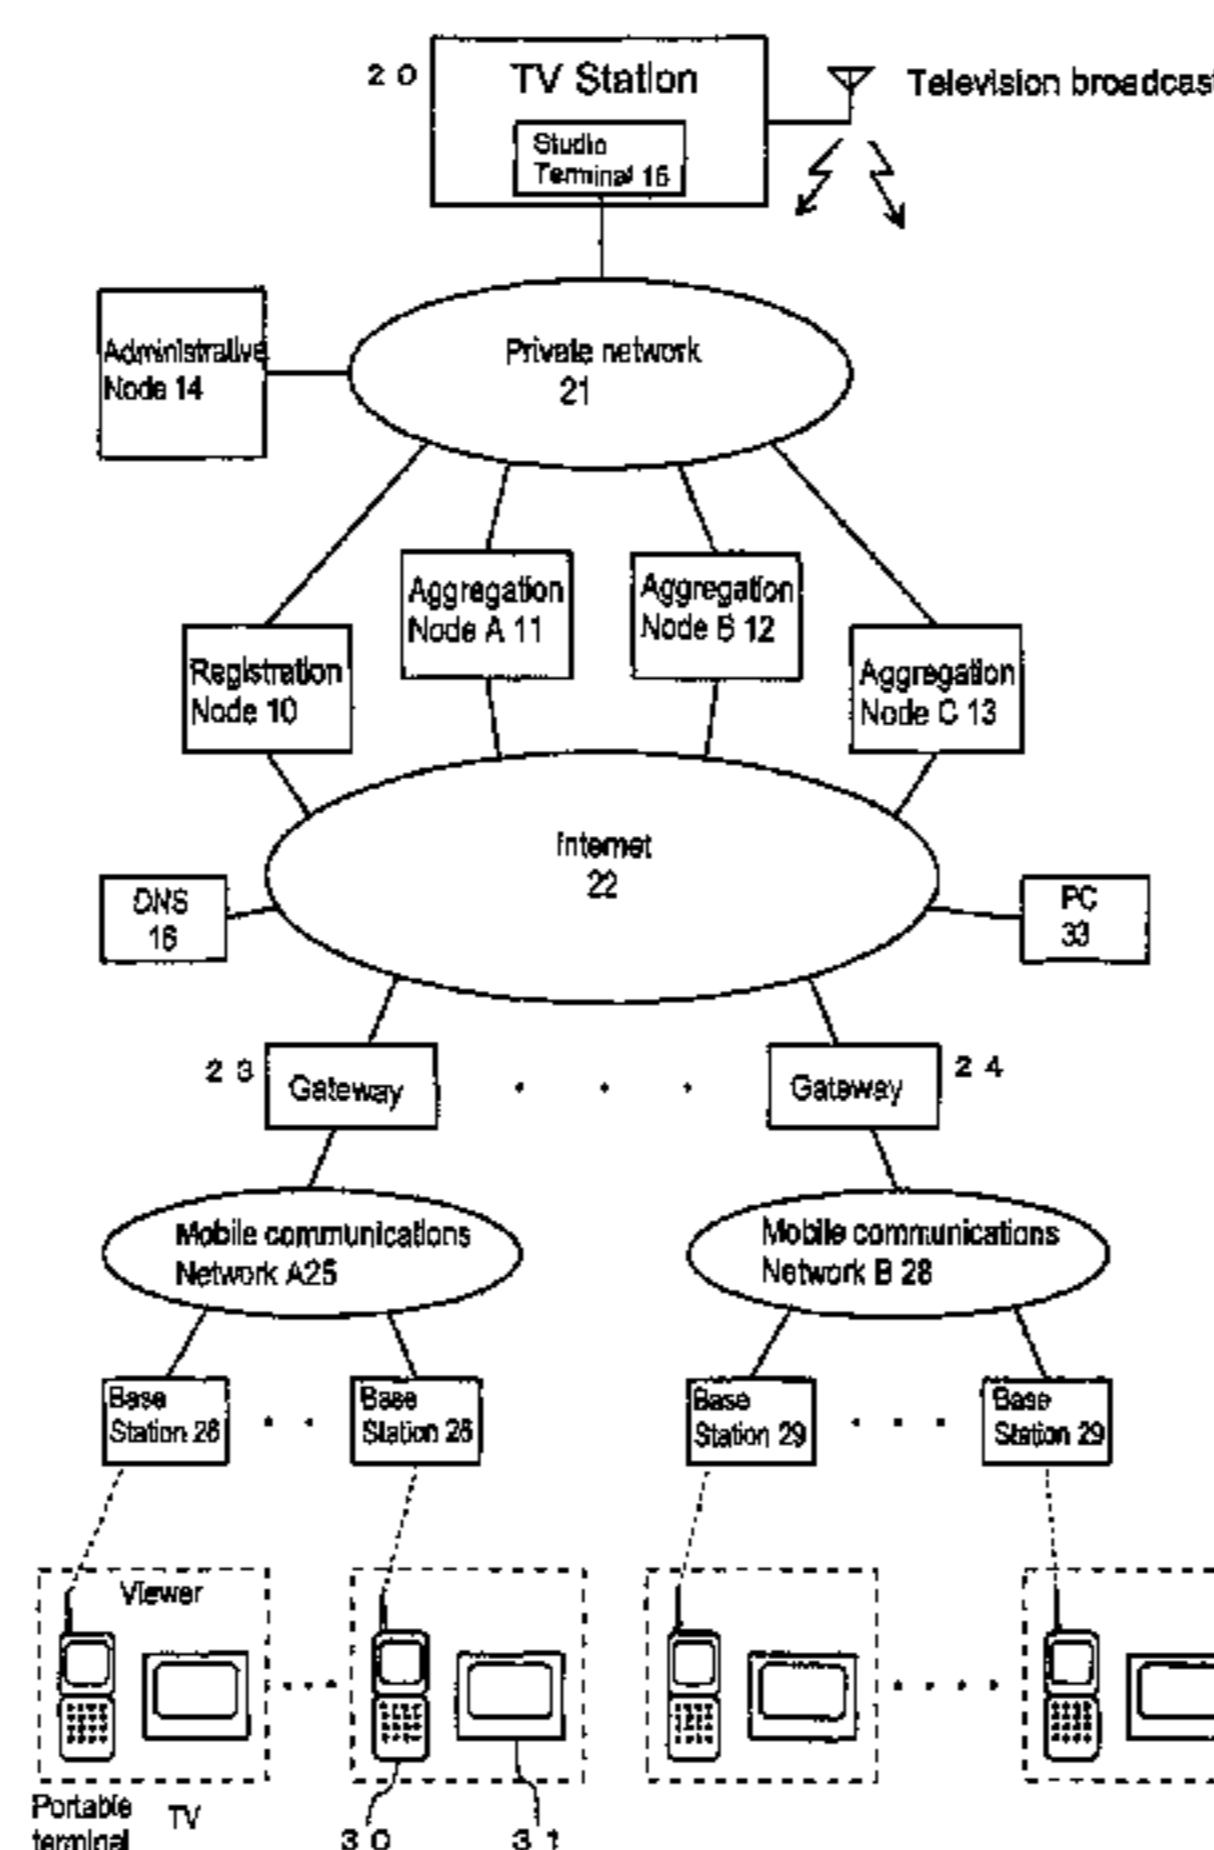 2 0
TV Station
Television broadcast
Studio
Terminal 15
Administrative
Node 14
Private network
21
Aggregation
Node A 11
Aggregation
Node B 12
Registration
Node 10
Aggregation
Node C 13
Internet
22
DNS
16
PC
33
2 3
Gateway
. . .
Gateway
2 4
Mobile communications
Network A25
Mobile communications
Network B 28
Base
Station 26
. .
Base
Station 26
Base
Station 29
. . . .
Base
Station 29
Viewer
. . .
. . . .
Portable
terminal
TV
3 0
3 1